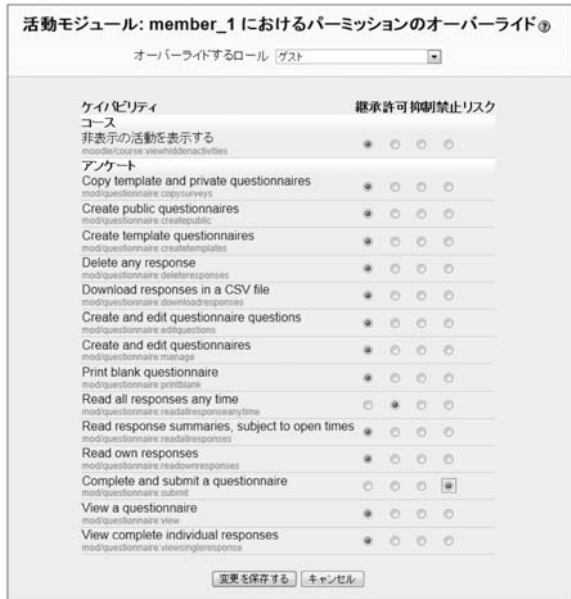 活動モジュール: member_1 におけるパーミッションのオーバーライド
オーバーライドするロール ゲスト
ケイパビリティ 継承 許可 抑制 禁止 リスク
コース
非表示の活動を表示する
moodle/course:viewhiddenactivities
アンケート
Copy template and private questionnaires
mod/questionnaire:copysurveys
Create public questionnaires
mod/questionnaire:createpublic
Create template questionnaires
mod/questionnaire:createtemplates
Delete any response
mod/questionnaire:deleteresponses
Download responses in a CSV file
mod/questionnaire:downloadresponses
Create and edit questionnaire questions
mod/questionnaire:editquestions
Create and edit questionnaires
mod/questionnaire:manage
Print blank questionnaire
mod/questionnaire:printblank
Read all responses any time
mod/questionnaire:readallresponseanytime
Read response summaries, subject to open times
mod/questionnaire:readallresponses
Read own responses
mod/questionnaire:readownresponses
Complete and submit a questionnaire
mod/questionnaire:submit
View a questionnaire
mod/questionnaire:view
View complete individual responses
mod/questionnaire:viewsingleresponse
変更を保存する キャンセル